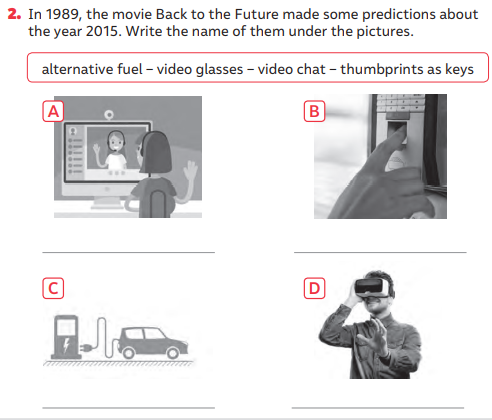 2. In 1989, the movie Back to the Future made some predictions about
the year 2015. Write the name of them under the pictures.
alternative fuel – video glasses – video chat – thumbprints as keys
A
B
C
D